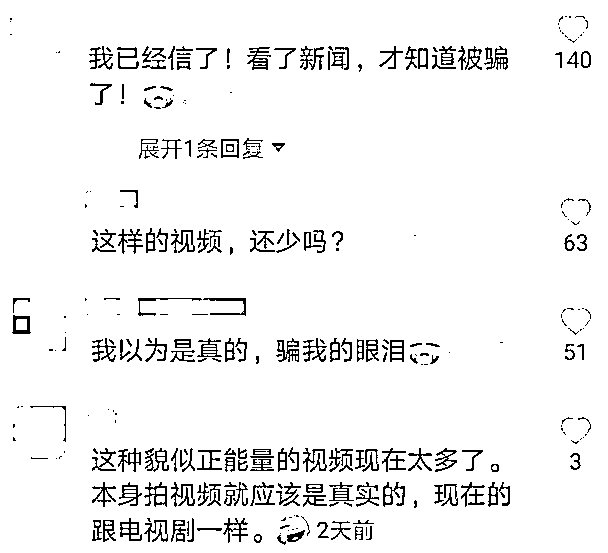 我已经信了！看了新闻，才知道被骗
140
了！
展开1条回复
这样的视频，还少吗？
63
我以为是真的，骗我的眼泪
51
这种貌似正能量的视频现在太多了。
3
本身拍视频就应该是真实的，现在的
跟电视剧一样。 2天前